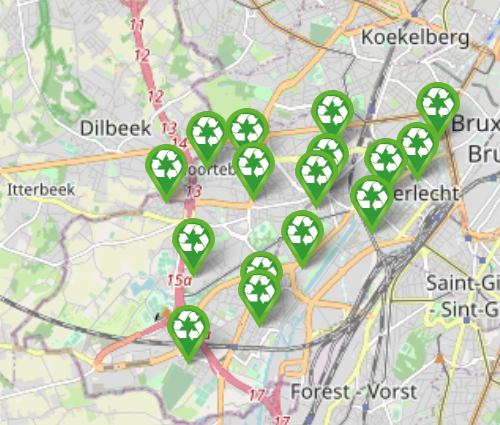 11
Koekelberg
12
12
Dilbeek
13
14
Brux
Bru
oorteb
Itterbeek
13
erlecht
15a
Saint-Gi
- Sint-G
17
Forest - Vorst
17